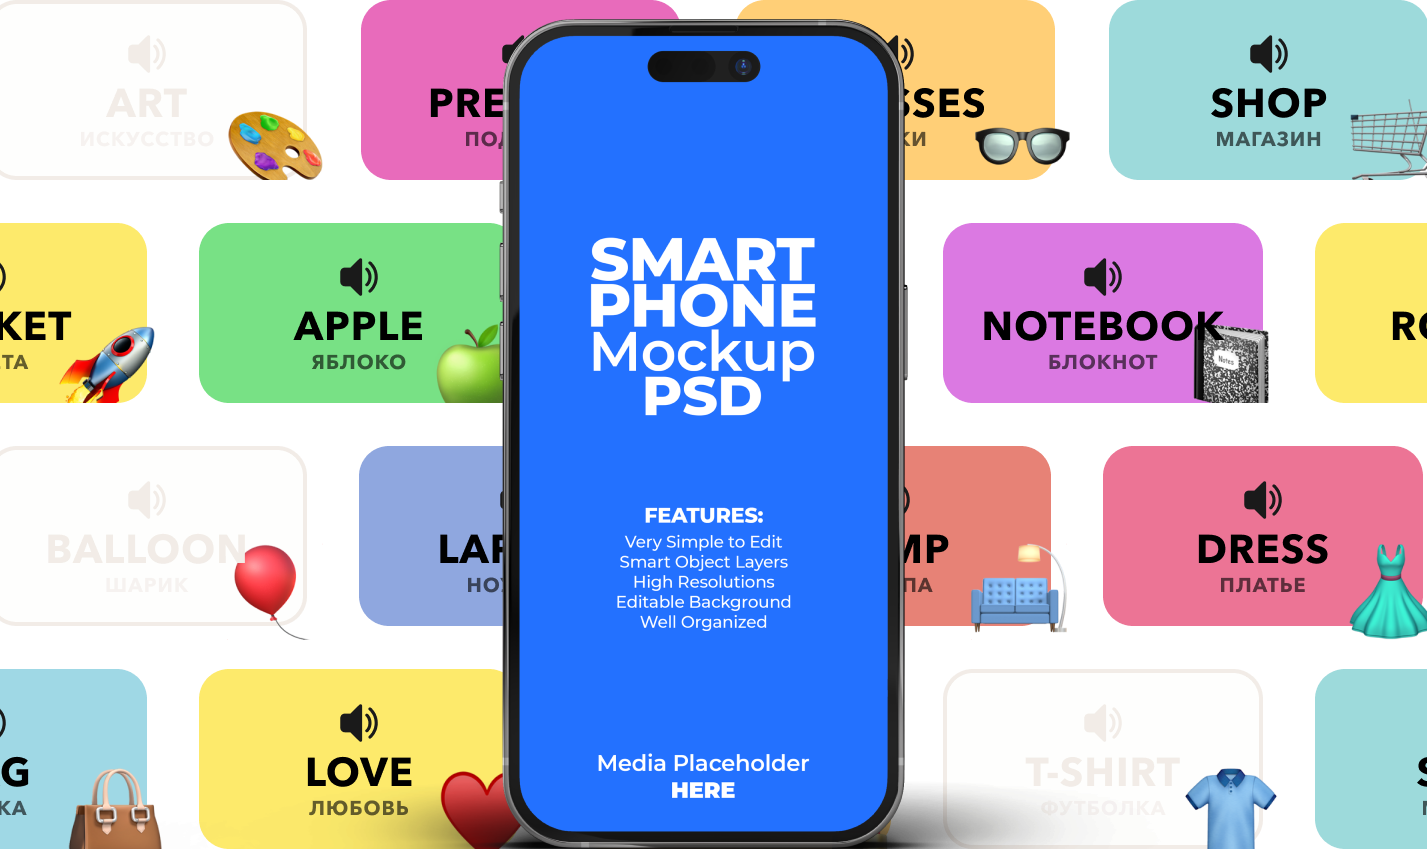 ART
ИСКУССТВО
SHOP
МАГАЗИН
APPLE
ЯБЛОКО
NOTEBOOK
БЛОКНОТ
Notes
BALLOON
ШАРИК
DRESS
ПЛАТЬЕ
LOVE
ЛЮБОВЬ
T-SHIRT
ФУТБОЛКА
SMART
PHONE
Mockup
PSD
FEATURES:
Very Simple to Edit
Smart Object Layers
High Resolutions
Editable Background
Well Organized
Media Placeholder
HERE